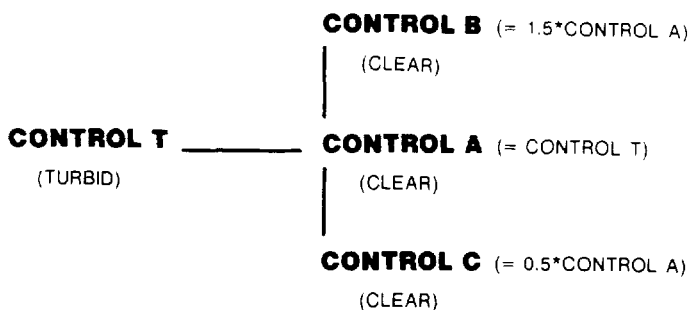 CONTROL B (= 1.5*CONTROL A)
(CLEAR)
CONTROL T
CONTROL A (= CONTROL T)
(TURBID)
(CLEAR)
CONTROL C (= 0.5*CONTROL A)
(CLEAR)